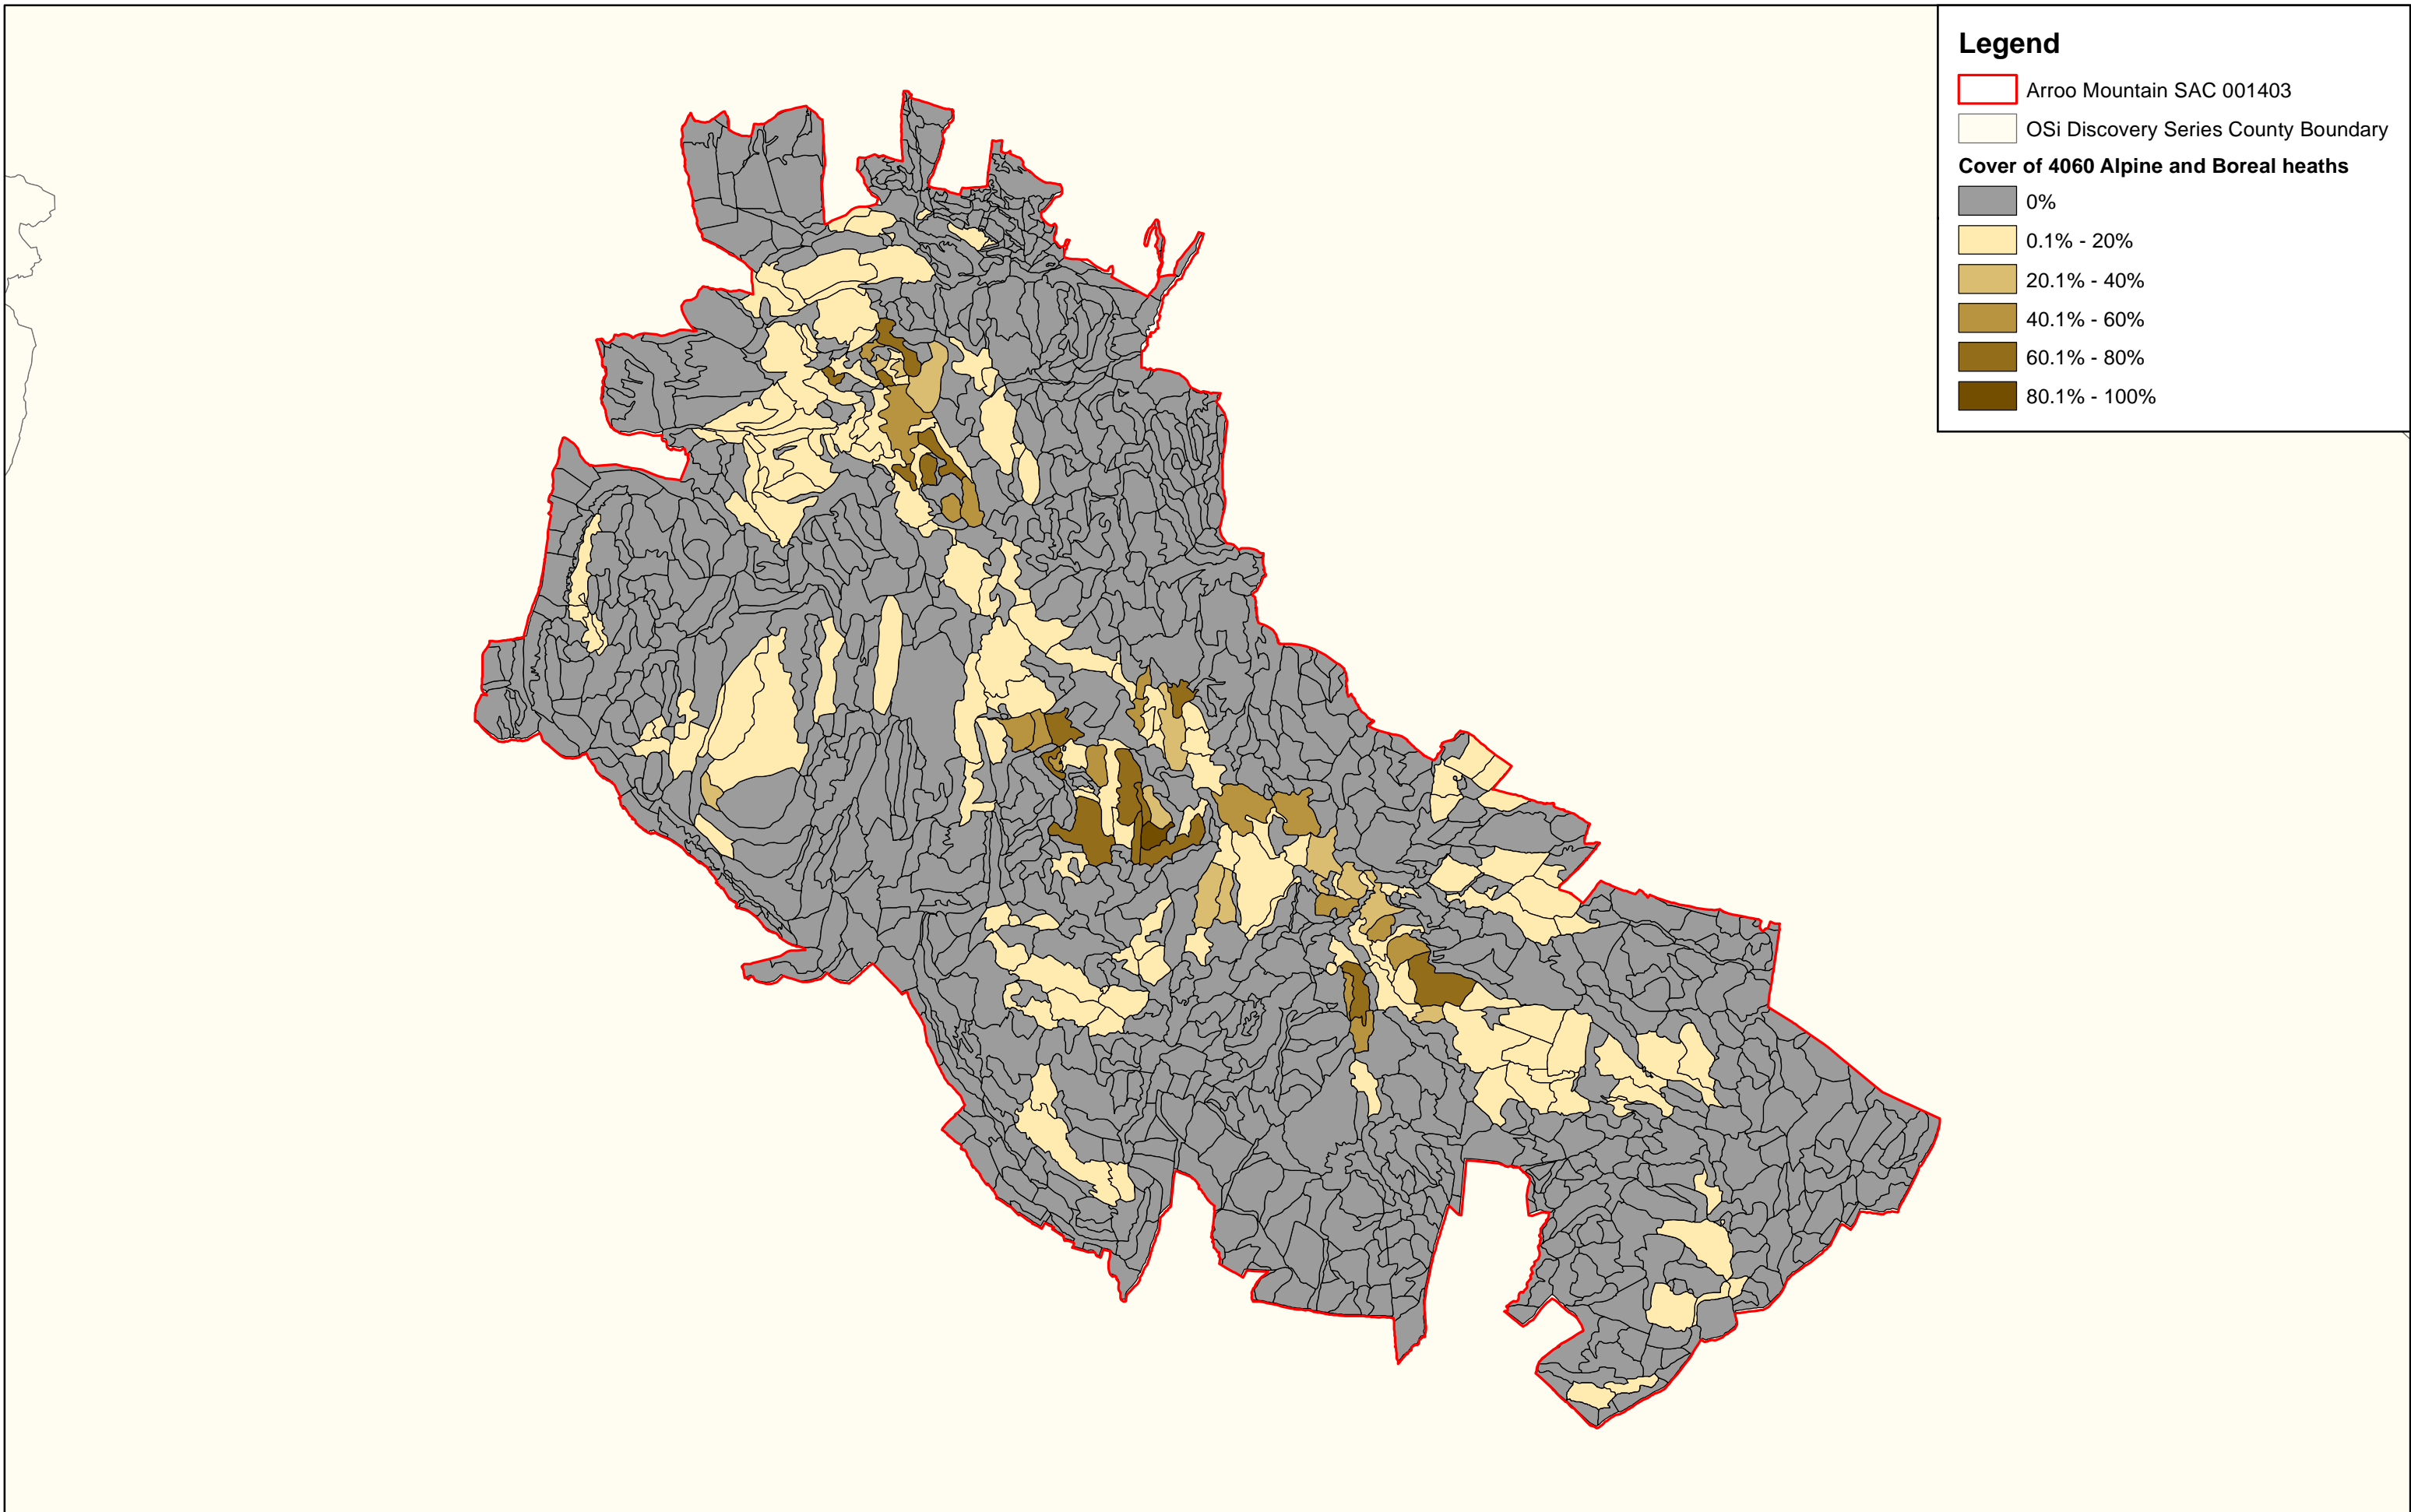 Legend
Arroo Mountain SAC 001403
OSi Discovery Series County Boundary
Cover of 4060 Alpine and Boreal heaths
0%
0.1% - 20%
20.1% - 40%
40.1% - 60%
60.1% - 80%
80.1% - 100%